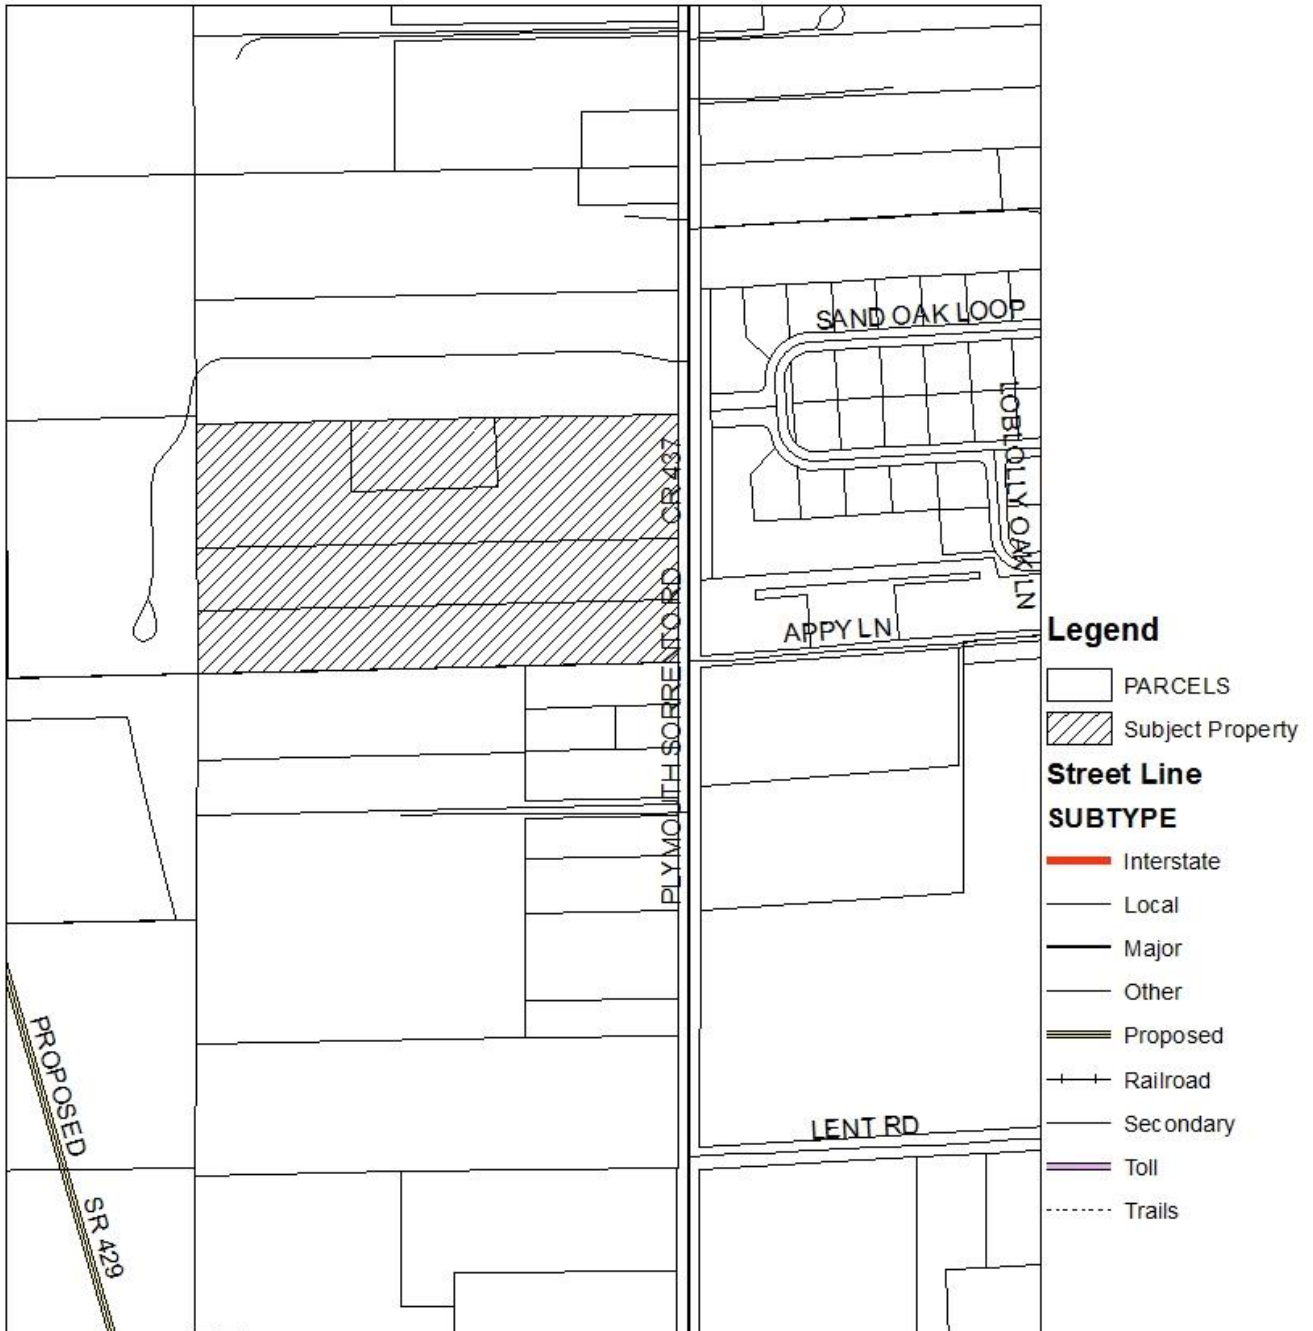 SAND OAK LOOP
LOBLOLLY OAK LN
PLYMOUTH SORRENTO RD CR 437
APPY LN
LENT RD
PROPOSED SR 429
Legend
PARCELS
Subject Property
Street Line
SUBTYPE
Interstate
Local
Major
Other
Proposed
Railroad
Secondary
Toll
Trails